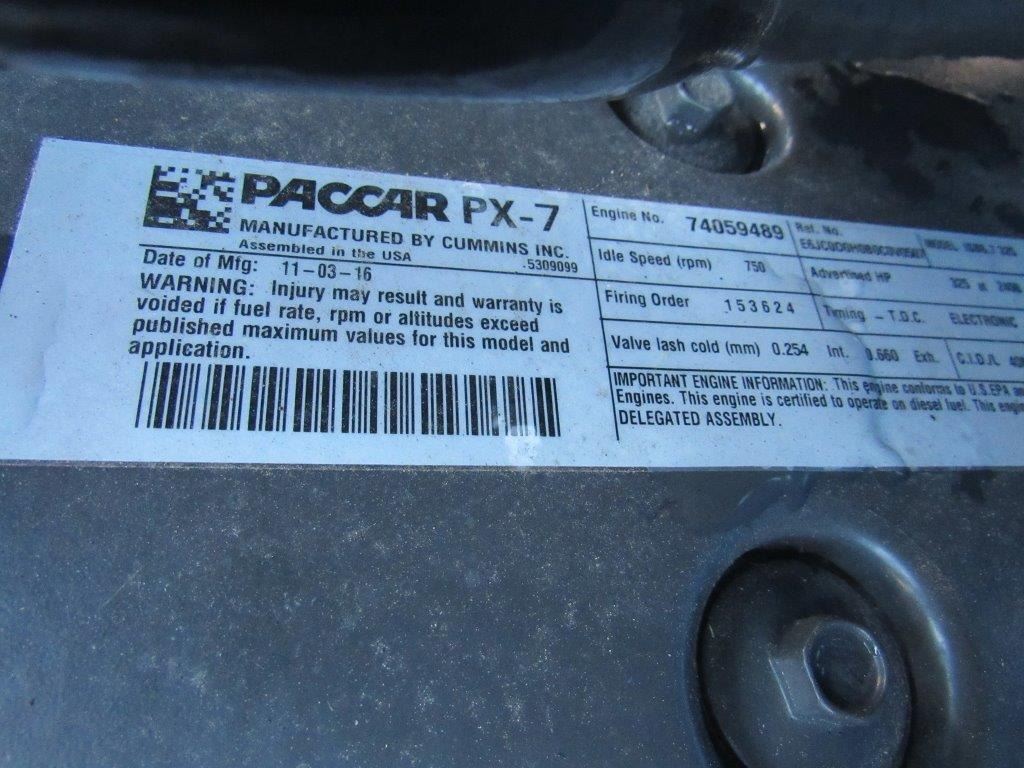 PACCAR PX-7
MANUFACTURED BY CUMMINS INC.
Assembled in the USA
.5309099
Date of Mfg: 11-03-16
WARNING: Injury may result and warranty is
voided if fuel rate, rpm or altitudes exceed
published maximum values for this model and
application.
Engine No. 74059489
Ref. No.
MODEL
Idle Speed (rpm) 750
Advertised HP 325 at
Firing Order 153624
Timing - T.D.C. ELECTRONIC
Valve lash cold (mm) 0.254 Int. 0.660 Exh.
C.I.D./L
IMPORTANT ENGINE INFORMATION: This engine conforms to U.S.EPA
Engines. This engine is certified to operate on diesel fuel. This
DELEGATED ASSEMBLY.